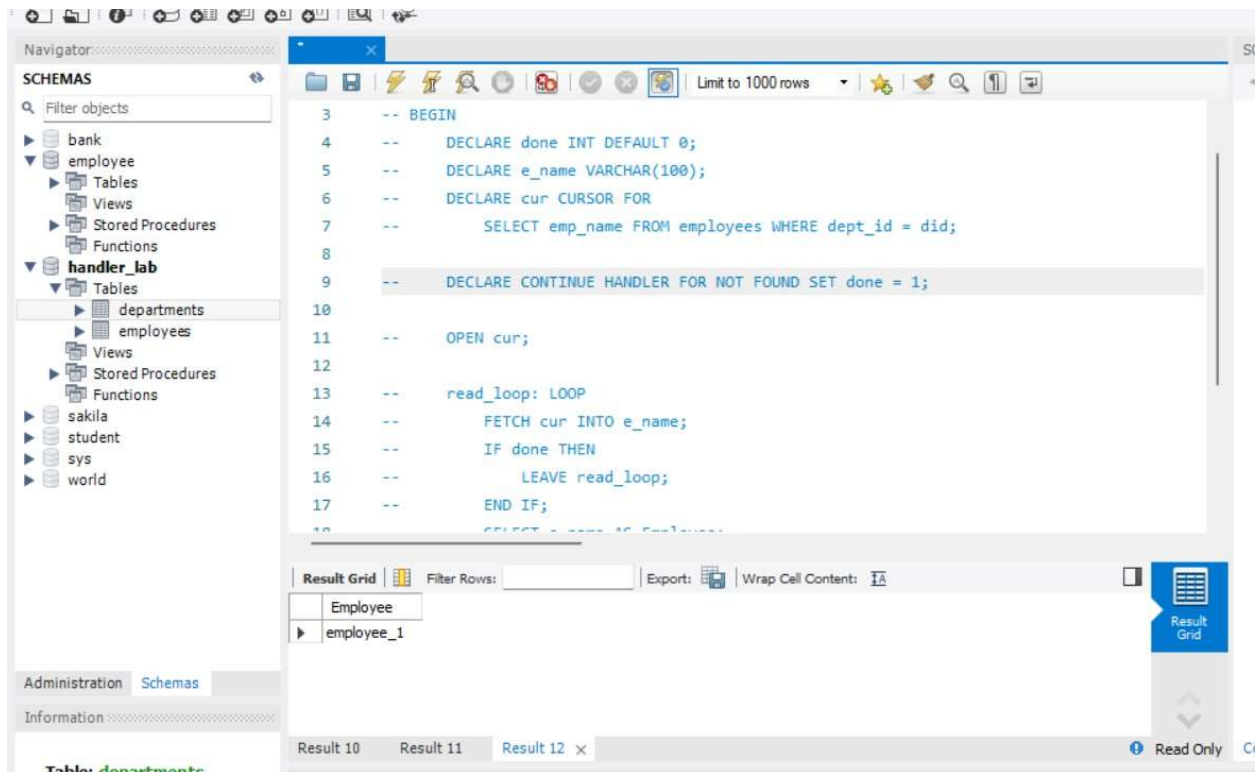 Navigator
SCHEMAS
Filter objects
bank
employee
Tables
Views
Stored Procedures
Functions
handler_lab
Tables
departments
employees
Views
Stored Procedures
Functions
sakila
student
sys
world
Administration Schemas
Information
Table: departments
Limit to 1000 rows
3 -- BEGIN
4 -- DECLARE done INT DEFAULT 0;
5 -- DECLARE e_name VARCHAR(100);
6 -- DECLARE cur CURSOR FOR
7 -- SELECT emp_name FROM employees WHERE dept_id = did;
8
9 -- DECLARE CONTINUE HANDLER FOR NOT FOUND SET done = 1;
10
11 -- OPEN cur;
12
13 -- read_loop: LOOP
14 -- FETCH cur INTO e_name;
15 -- IF done THEN
16 -- LEAVE read_loop;
17 -- END IF;
Result Grid Filter Rows: Export: Wrap Cell Content:
Employee
employee_1
Result
Grid
Result 10 Result 11 Result 12
Read Only